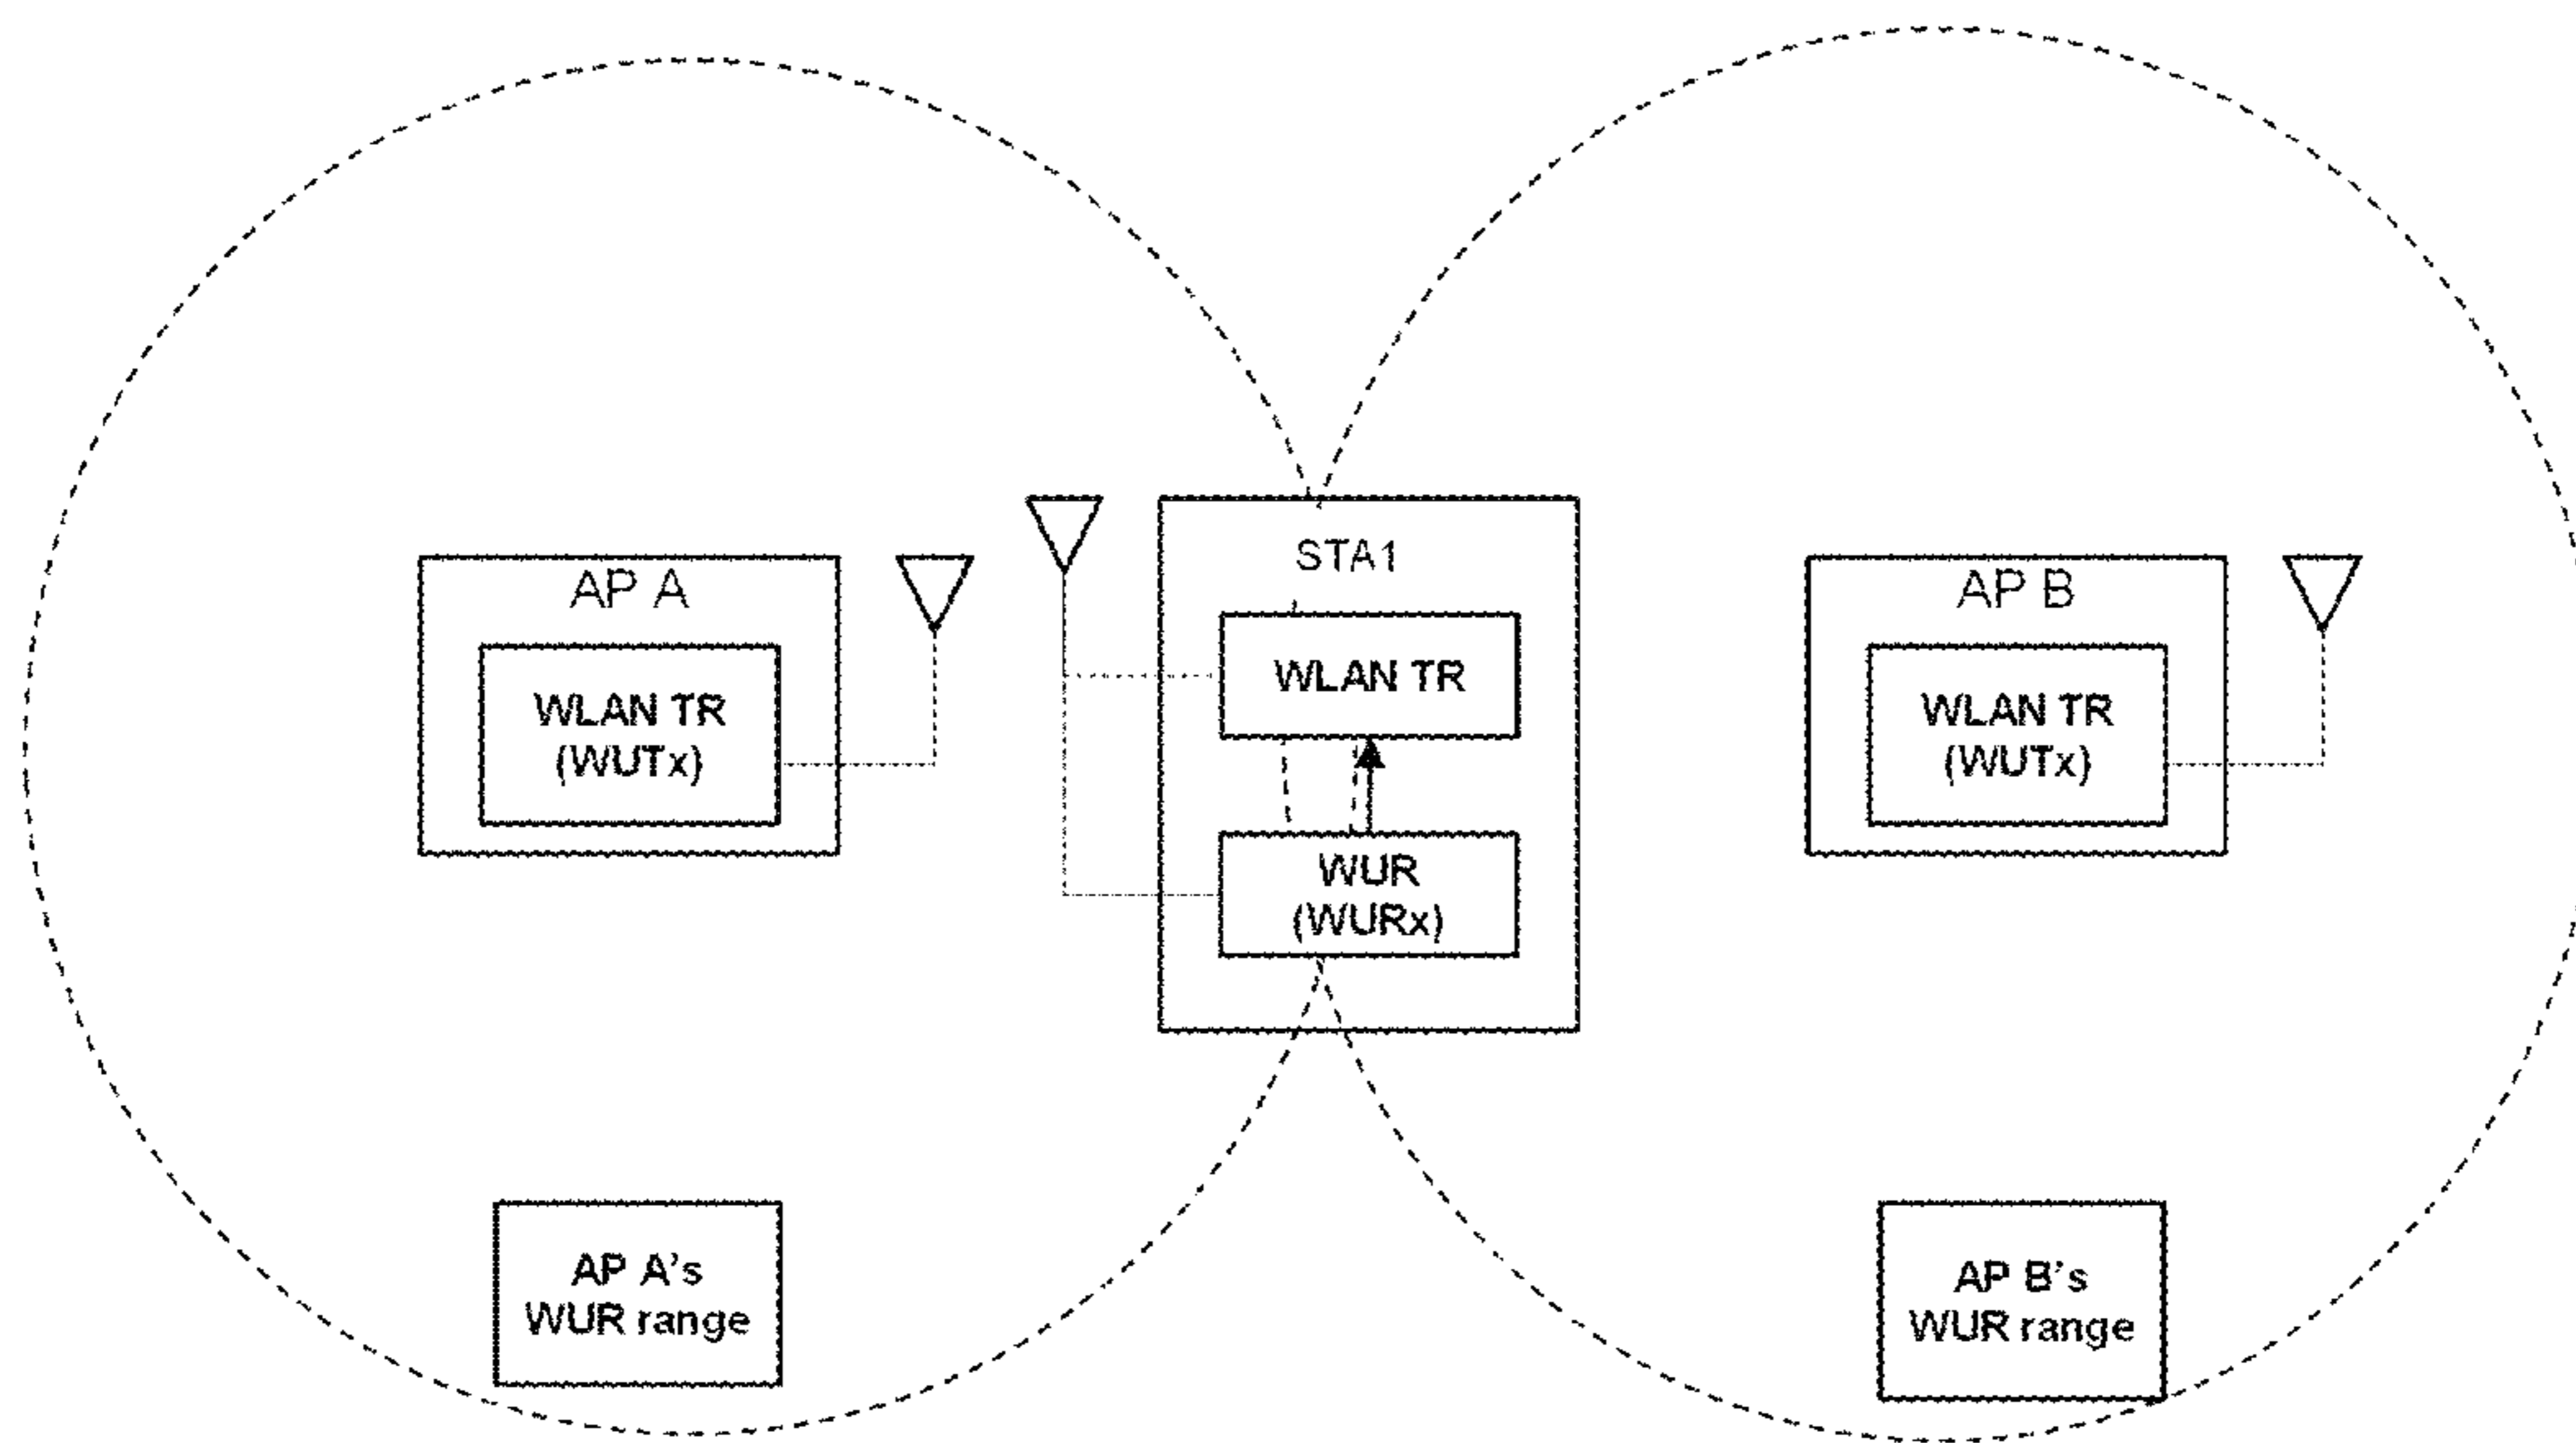 AP A
WLAN TR
(WUTx)
STA1
WLAN TR
WUR
(WURx)
AP B
WLAN TR
(WUTx)
AP A's
WUR range
AP B's
WUR range